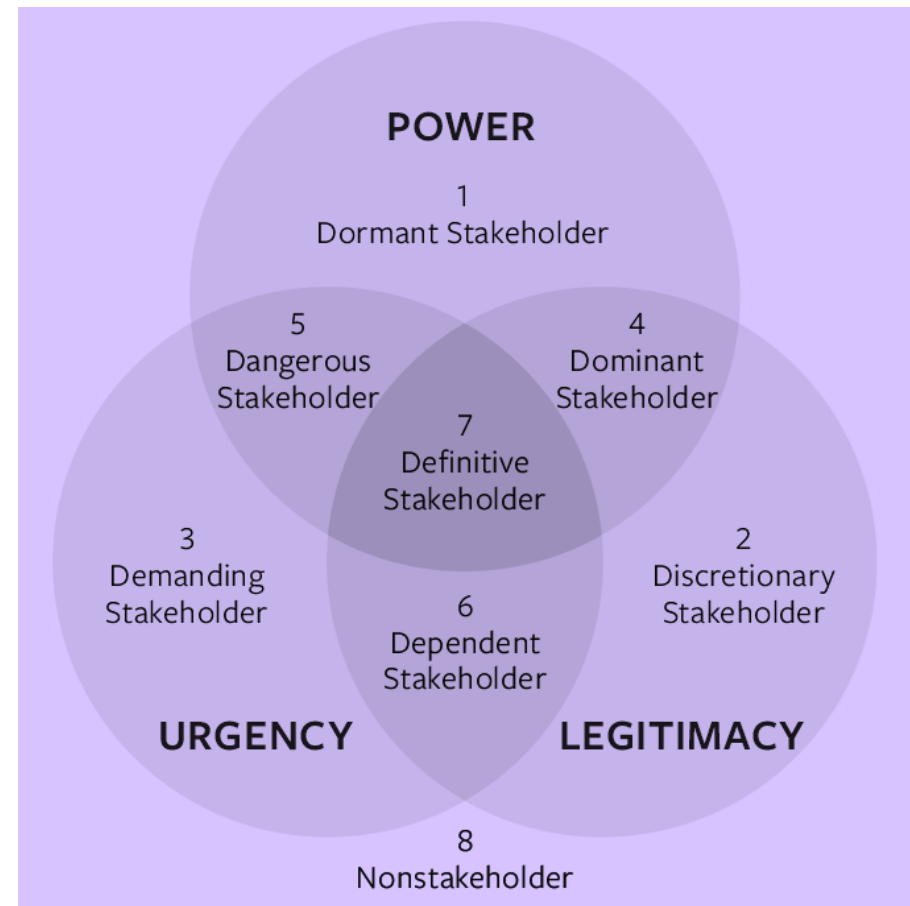 POWER
1
Dormant Stakeholder
5
Dangerous
Stakeholder
4
Dominant
Stakeholder
7
Definitive
Stakeholder
3
Demanding
Stakeholder
2
Discretionary
Stakeholder
6
Dependent
Stakeholder
URGENCY
LEGITIMACY
8
Nonstakeholder